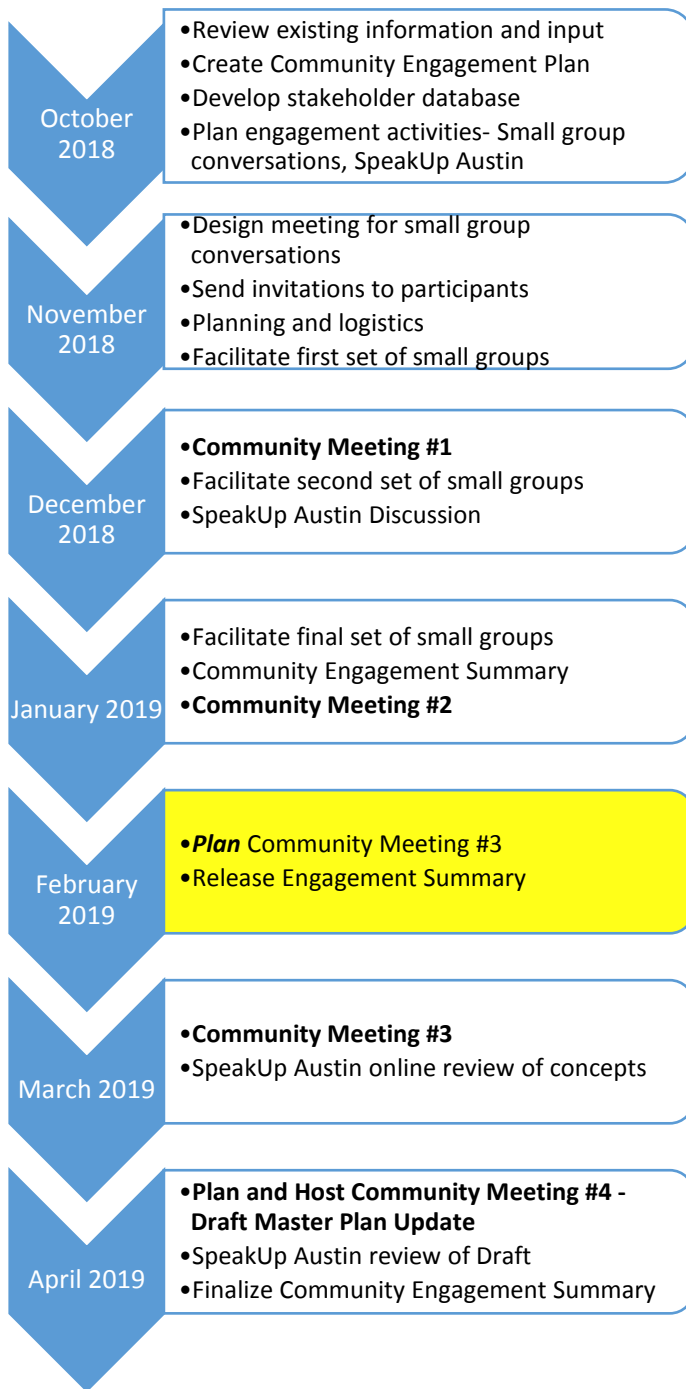 October
2018
•Review existing information and input
•Create Community Engagement Plan
•Develop stakeholder database
•Plan engagement activities- Small group
conversations, SpeakUp Austin
November
2018
•Design meeting for small group
conversations
•Send invitations to participants
•Planning and logistics
•Facilitate first set of small groups
December
2018
•Community Meeting #1
•Facilitate second set of small groups
•SpeakUp Austin Discussion
January 2019
•Facilitate final set of small groups
•Community Engagement Summary
•Community Meeting #2
February
2019
•Plan Community Meeting #3
•Release Engagement Summary
March 2019
•Community Meeting #3
•SpeakUp Austin online review of concepts
April 2019
•Plan and Host Community Meeting #4 -
Draft Master Plan Update
•SpeakUp Austin review of Draft
•Finalize Community Engagement Summary